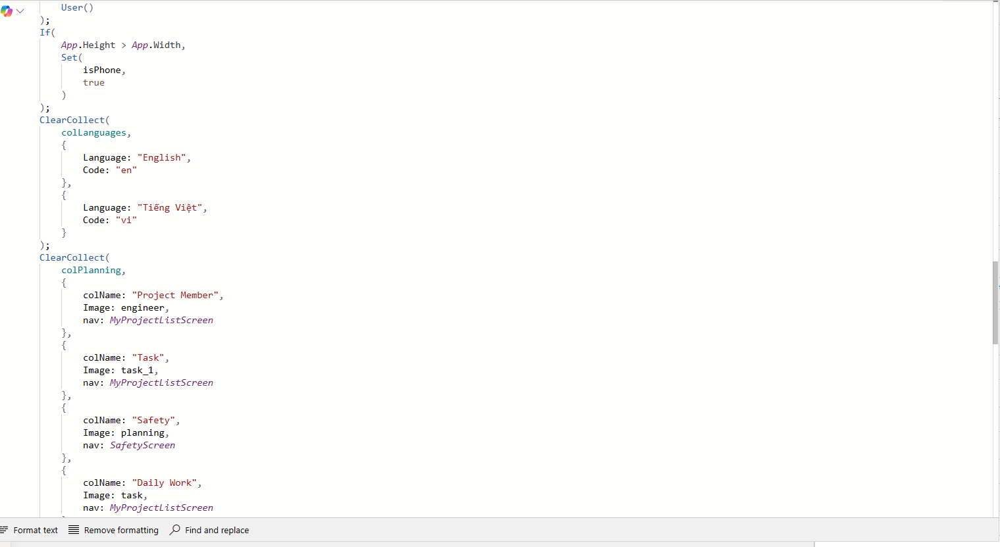 User()
);
If(
App.Height > App.Width,
Set(
isPhone,
true
)
);
ClearCollect(
colLanguages,
{
Language: "English",
Code: "en"
},
{
Language: "Tiếng Việt",
Code: "vi"
}
);
ClearCollect(
colPlanning,
{
colName: "Project Member",
Image: engineer,
nav: MyProjectListScreen
},
{
colName: "Task",
Image: task_1,
nav: MyProjectListScreen
},
{
colName: "Safety",
Image: planning,
nav: SafetyScreen
},
{
colName: "Daily Work",
Image: task,
nav: MyProjectListScreen
Format text Remove formatting Find and replace